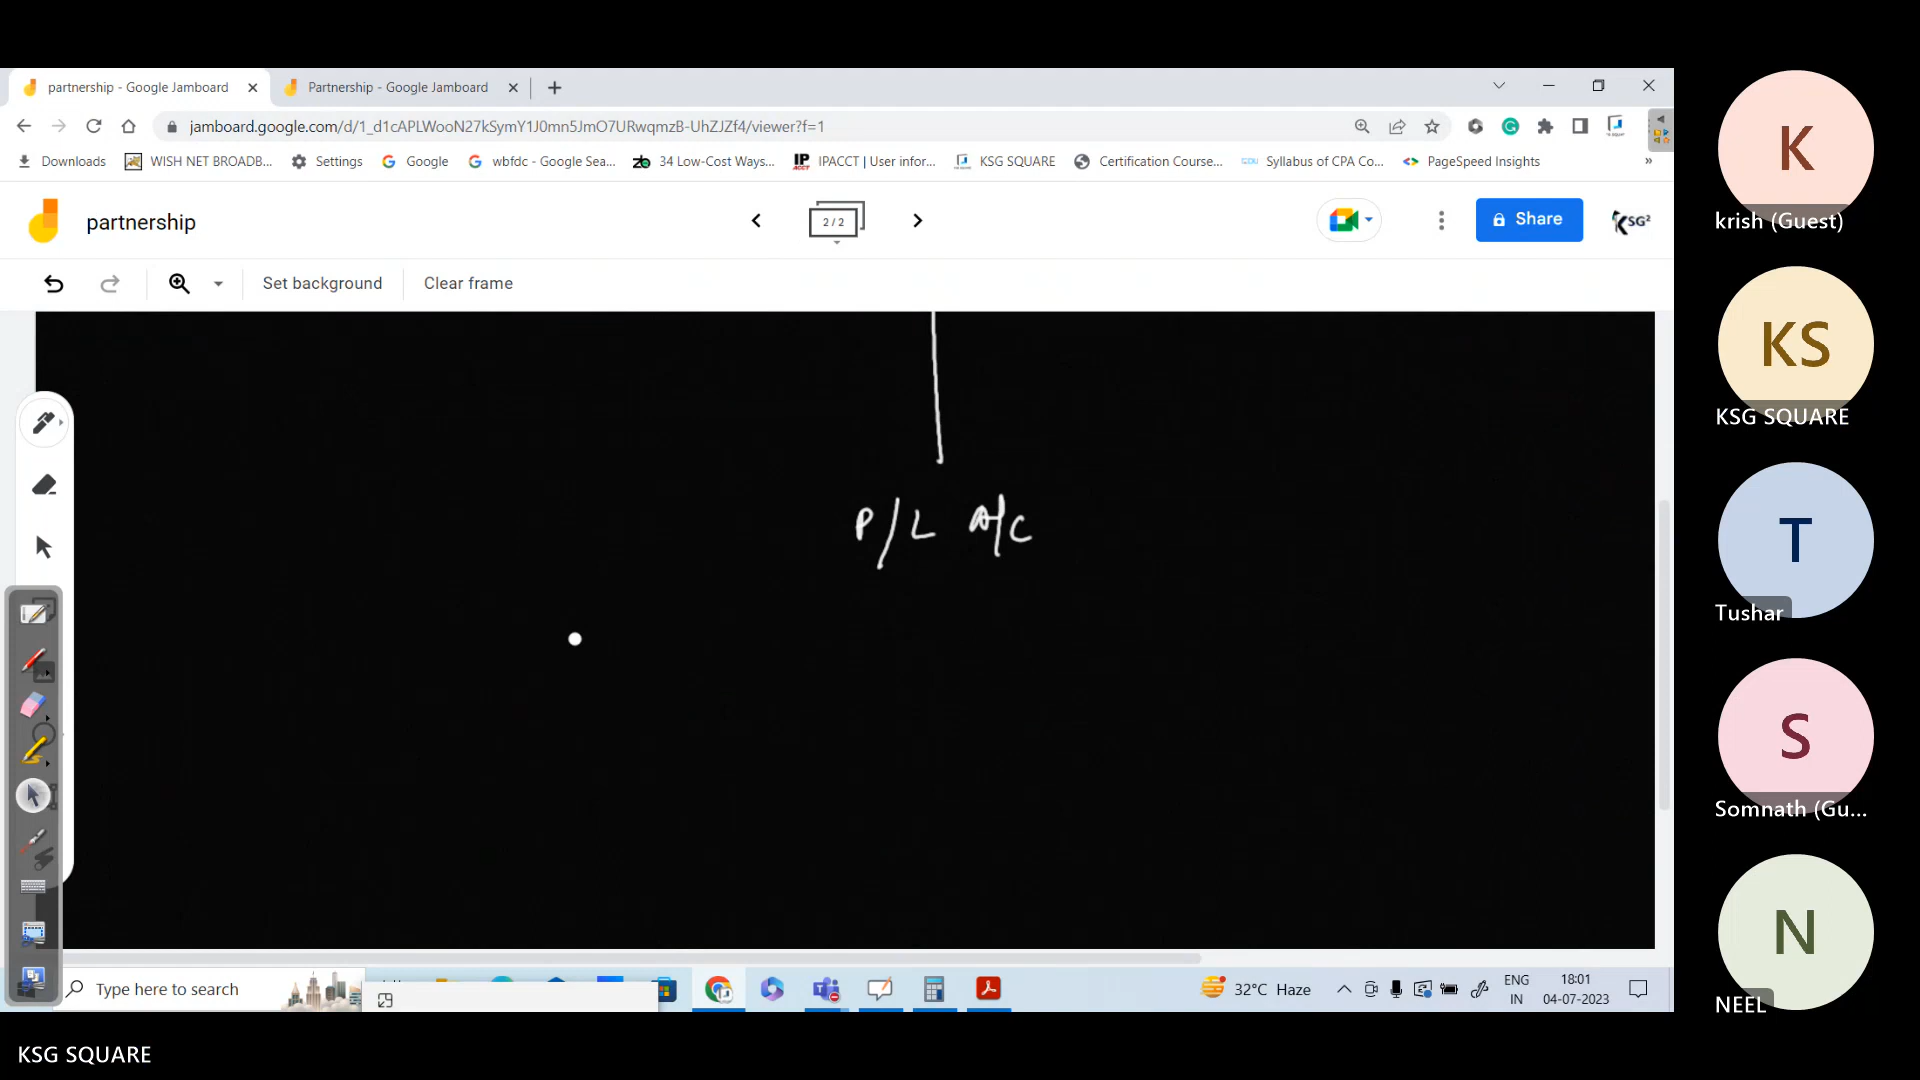 partnership - Google Jamboard
Partnership - Google Jamboard
jamboard.google.com/d/1_d1cAPLWooN27kSymY1J0mn5JmO7URwqmzB-UhZJZf4/viewer?f=1
Downloads WISH NET BROADB... Settings Google wbfdc - Google Sea... 34 Low-Cost Ways... IPACCT | User infor... KSG SQUARE Certification Course... Syllabus of CPA Co... PageSpeed Insights »
partnership
2 / 2
Share
KSG²
Set background Clear frame
P/L A/C
Type here to search
32°C Haze
ENG
IN
18:01
04-07-2023
K
krish (Guest)
KS
KSG SQUARE
T
Tushar
S
Somnath (Gu...
N
NEEL
KSG SQUARE